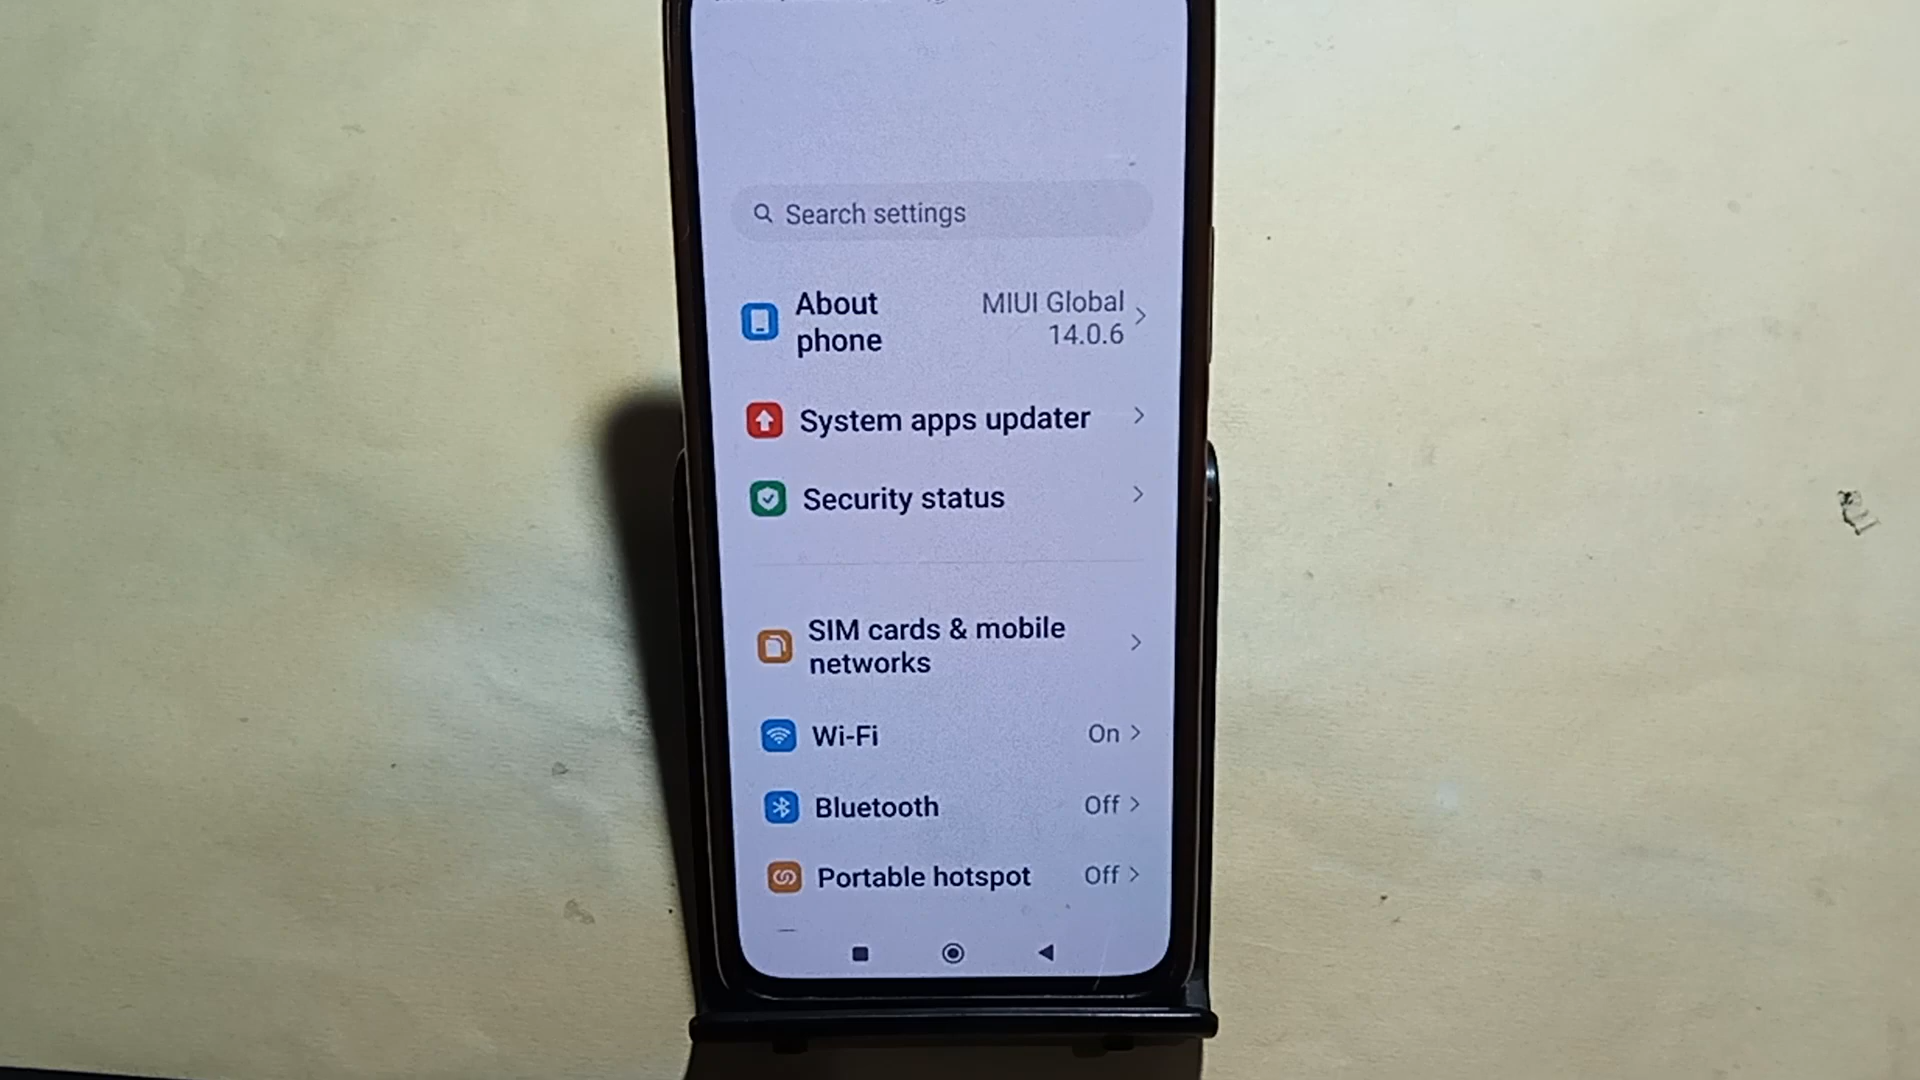 Search settings
About
phone
MIUI Global
14.0.6
System apps updater
Security status
SIM cards & mobile
networks
Wi-Fi
On
Bluetooth
Off
Portable hotspot
Off